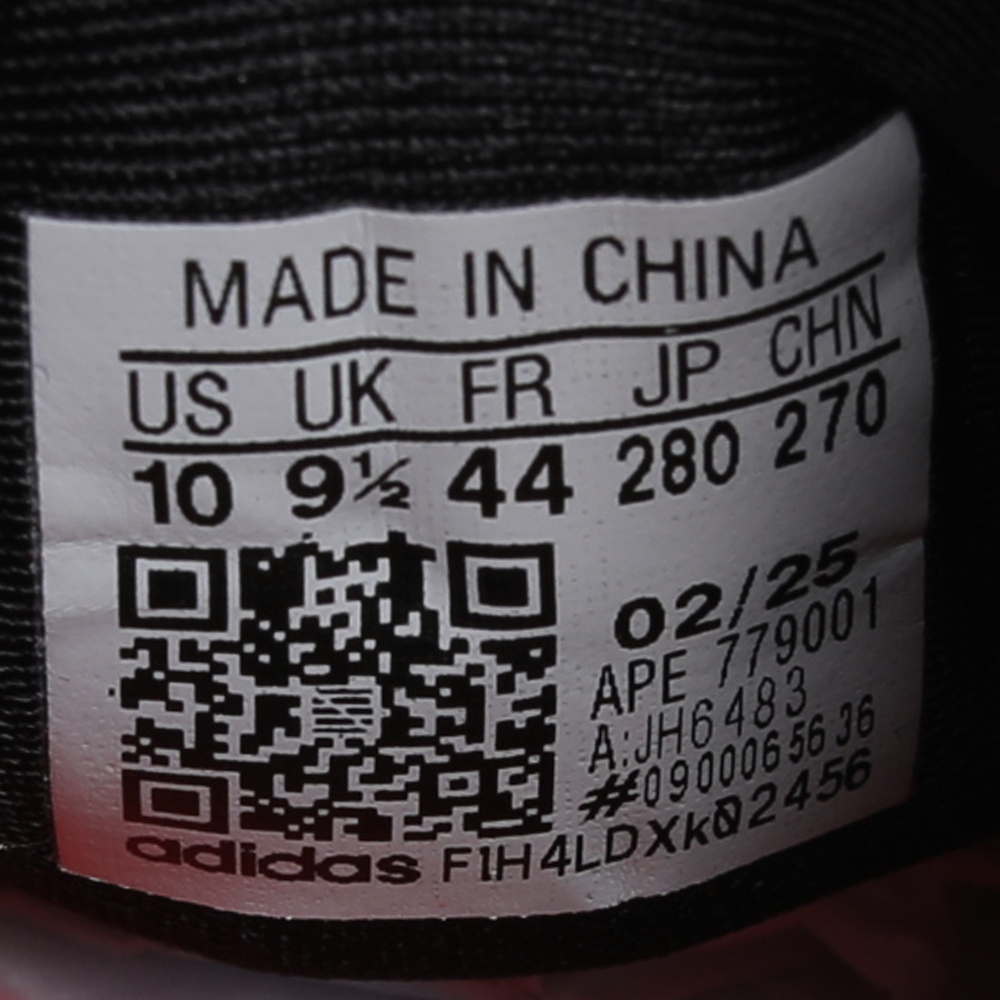 MADE IN CHINA
US UK FR JP CHN
10 9½ 44 280 270
02/25
APE 779001
A:JH6483
#0900065636
adidas F1H4LDXk02456